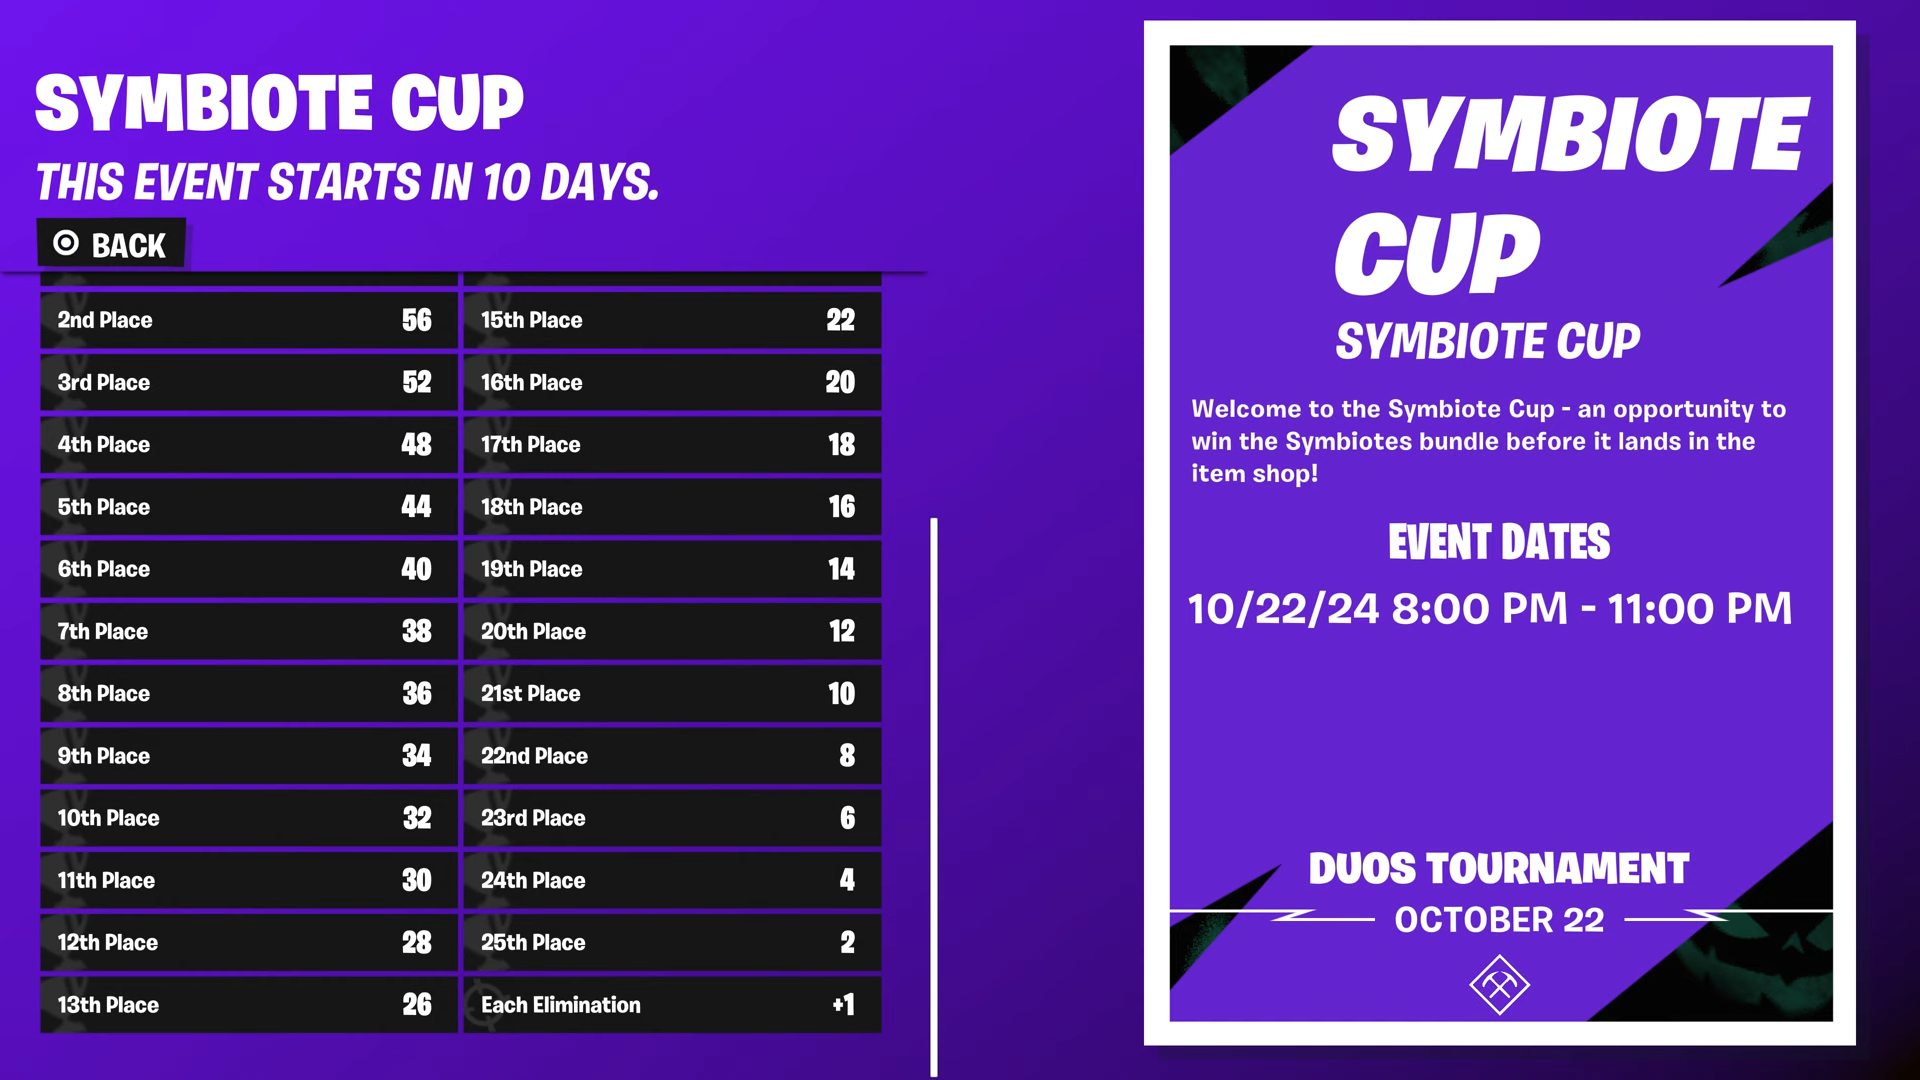 SYMBIOTE CUP
THIS EVENT STARTS IN 10 DAYS.
BACK
2nd Place 56
3rd Place 52
4th Place 48
5th Place 44
6th Place 40
7th Place 38
8th Place 36
9th Place 34
10th Place 32
11th Place 30
12th Place 28
13th Place 26
15th Place 22
16th Place 20
17th Place 18
18th Place 16
19th Place 14
20th Place 12
21st Place 10
22nd Place 8
23rd Place 6
24th Place 4
25th Place 2
Each Elimination +1
SYMBIOTE
CUP
SYMBIOTE CUP
Welcome to the Symbiote Cup - an opportunity to
win the Symbiotes bundle before it lands in the
item shop!
EVENT DATES
10/22/24 8:00 PM - 11:00 PM
DUOS TOURNAMENT
OCTOBER 22